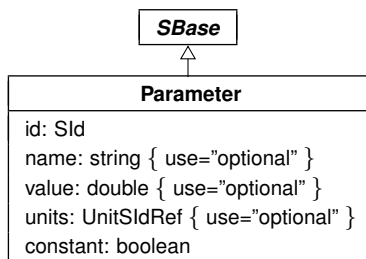 SBase
Parameter
id: SId
name: string { use=”optional” }
value: double { use=”optional” }
units: UnitSIdRef { use=”optional” }
constant: boolean